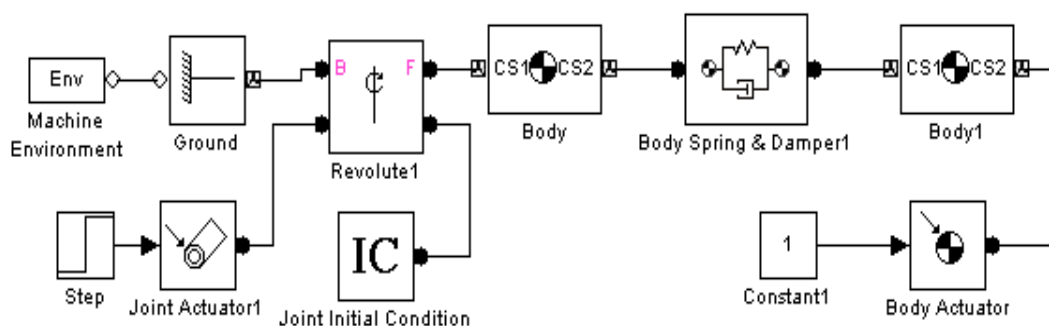 Env
Machine
Environment
Ground
B F
Revolute1
CS1 CS2
Body
Body Spring & Damper1
CS1 CS2
Body1
Step
Joint Actuator1
IC
Joint Initial Condition
1
Constant1
Body Actuator